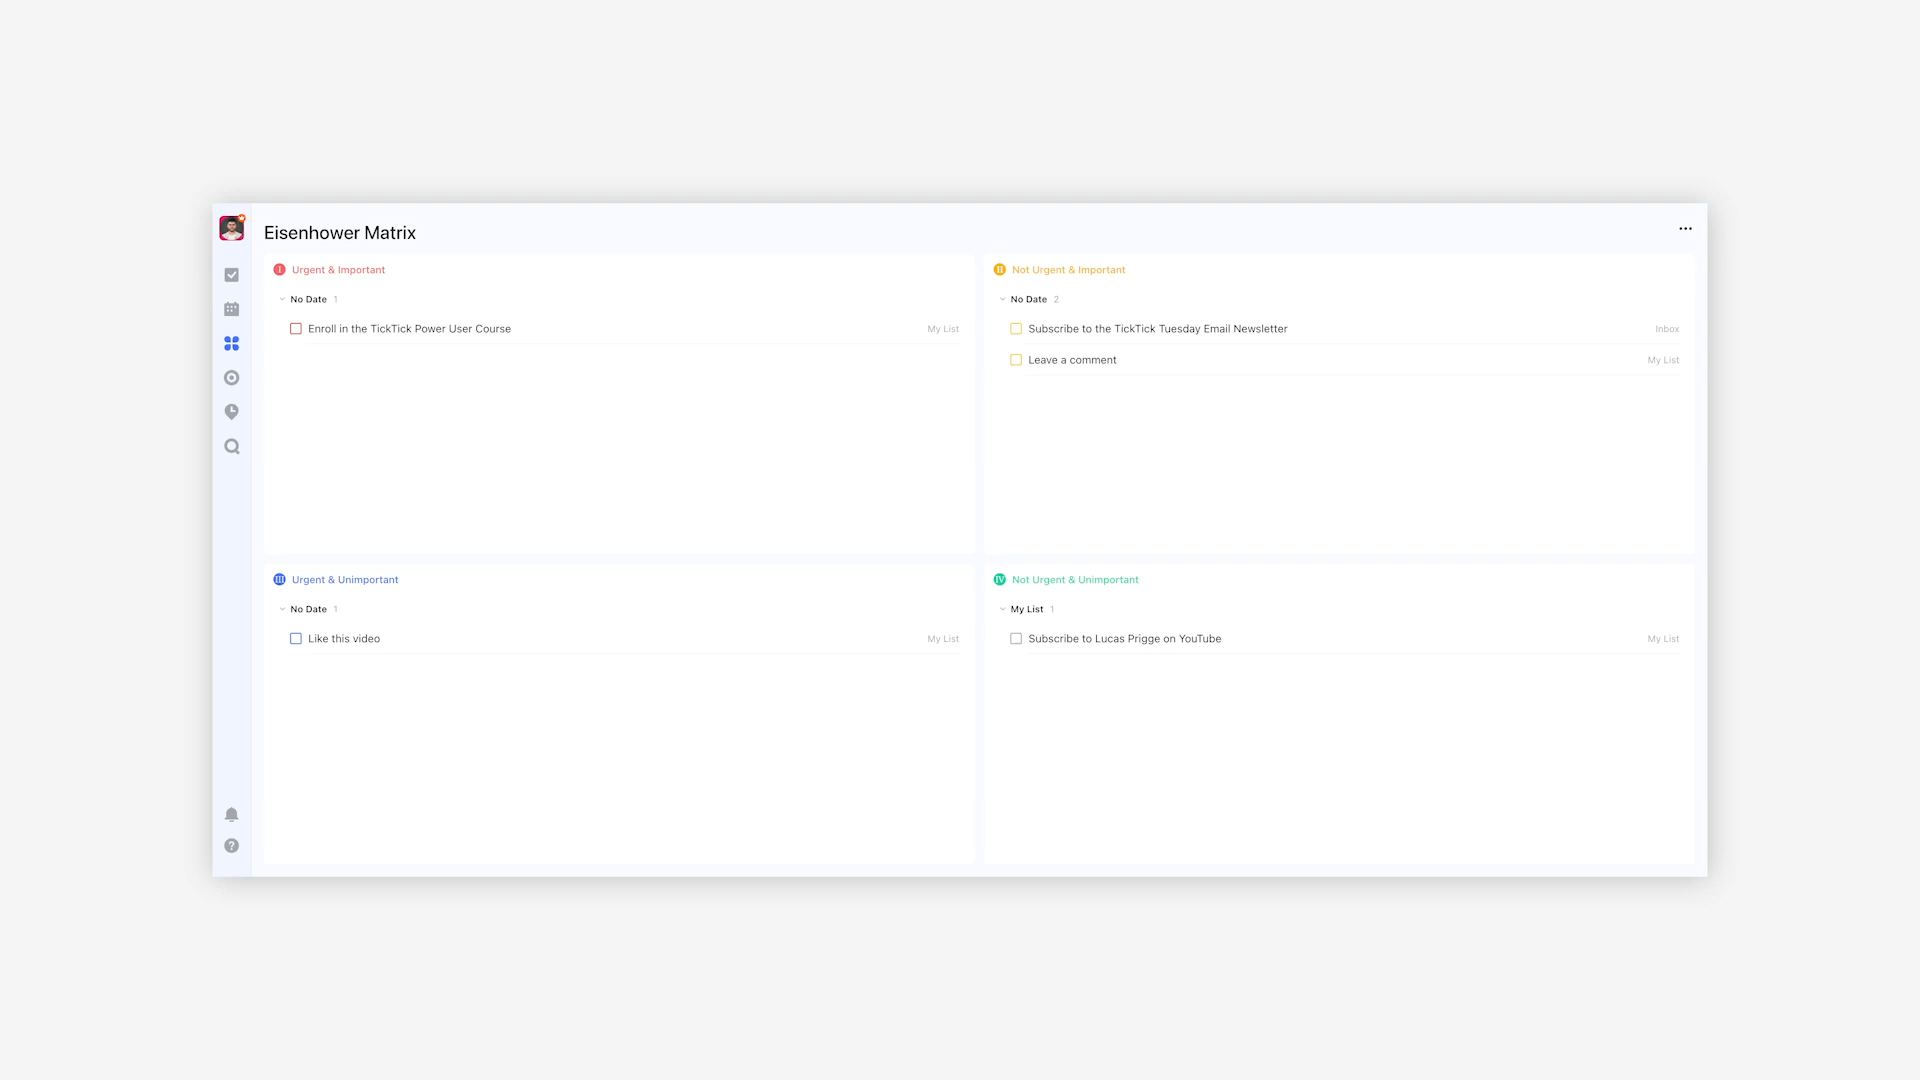 Eisenhower Matrix
I Urgent & Important
No Date 1
Enroll in the TickTick Power User Course My List
II Not Urgent & Important
No Date 2
Subscribe to the TickTick Tuesday Email Newsletter Inbox
Leave a comment My List
III Urgent & Unimportant
No Date 1
Like this video My List
IV Not Urgent & Unimportant
My List 1
Subscribe to Lucas Prigge on YouTube My List
?